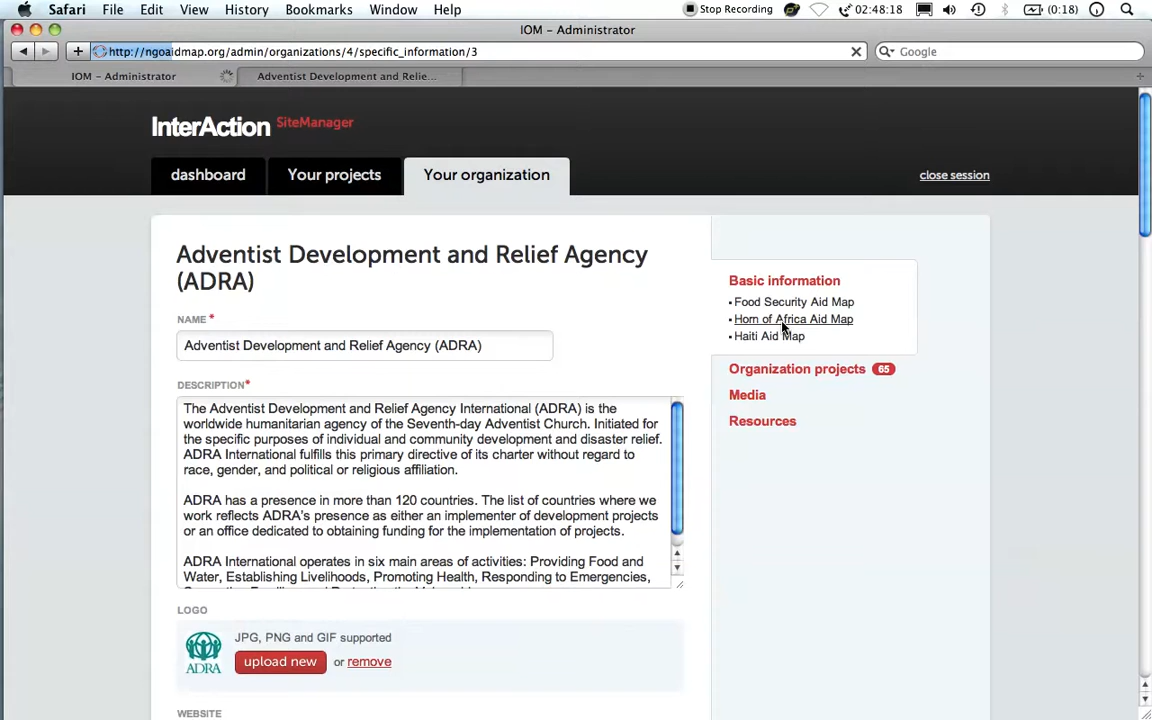 Safari File Edit View History Bookmarks Window Help Stop Recording 02:48:18 (0:18)
IOM – Administrator
http://ngoaidmap.org/admin/organizations/4/specific_information/3 Google
IOM – Administrator Adventist Development and Relie...
InterAction SiteManager
dashboard Your projects Your organization close session
Adventist Development and Relief Agency
(ADRA)
NAME *
Adventist Development and Relief Agency (ADRA)
DESCRIPTION*
The Adventist Development and Relief Agency International (ADRA) is the
worldwide humanitarian agency of the Seventh-day Adventist Church. Initiated for
the specific purposes of individual and community development and disaster relief.
ADRA International fulfills this primary directive of its charter without regard to
race, gender, and political or religious affiliation.
ADRA has a presence in more than 120 countries. The list of countries where we
work reflects ADRA's presence as either an implementer of development projects
or an office dedicated to obtaining funding for the implementation of projects.
ADRA International operates in six main areas of activities: Providing Food and
Water, Establishing Livelihoods, Promoting Health, Responding to Emergencies,
LOGO
ADRA
JPG, PNG and GIF supported
upload new or remove
WEBSITE
Basic information
▪ Food Security Aid Map
▪ Horn of Africa Aid Map
▪ Haiti Aid Map
Organization projects 65
Media
Resources